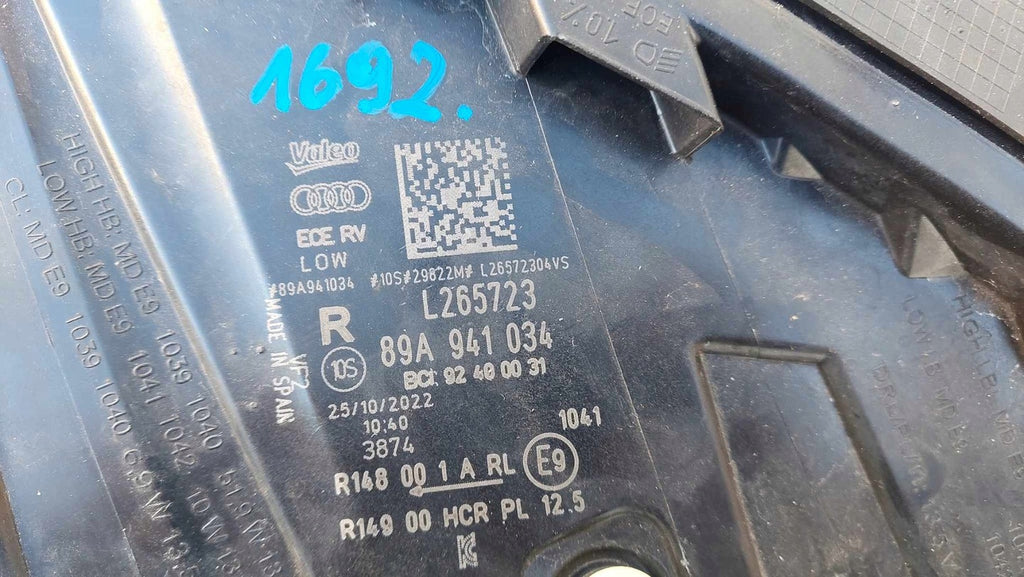 1692.
Valeo
ECE RV
LOW
#89A941034 #10S#29822M# L26572304VS
L265723
R
89A 941 034
10S
BCI: 92 40 00 31
VF2
MADE IN SPAIN
25/10/2022
10:40
3874
1041
R148 00 1 A RL
E9
R149 00 HCR PL 12.5
10%
ECE
HIGH HB: MD E9 1039 1040
LOW HB: MD E9 1041 1042
CL: MD E9 1039 1040